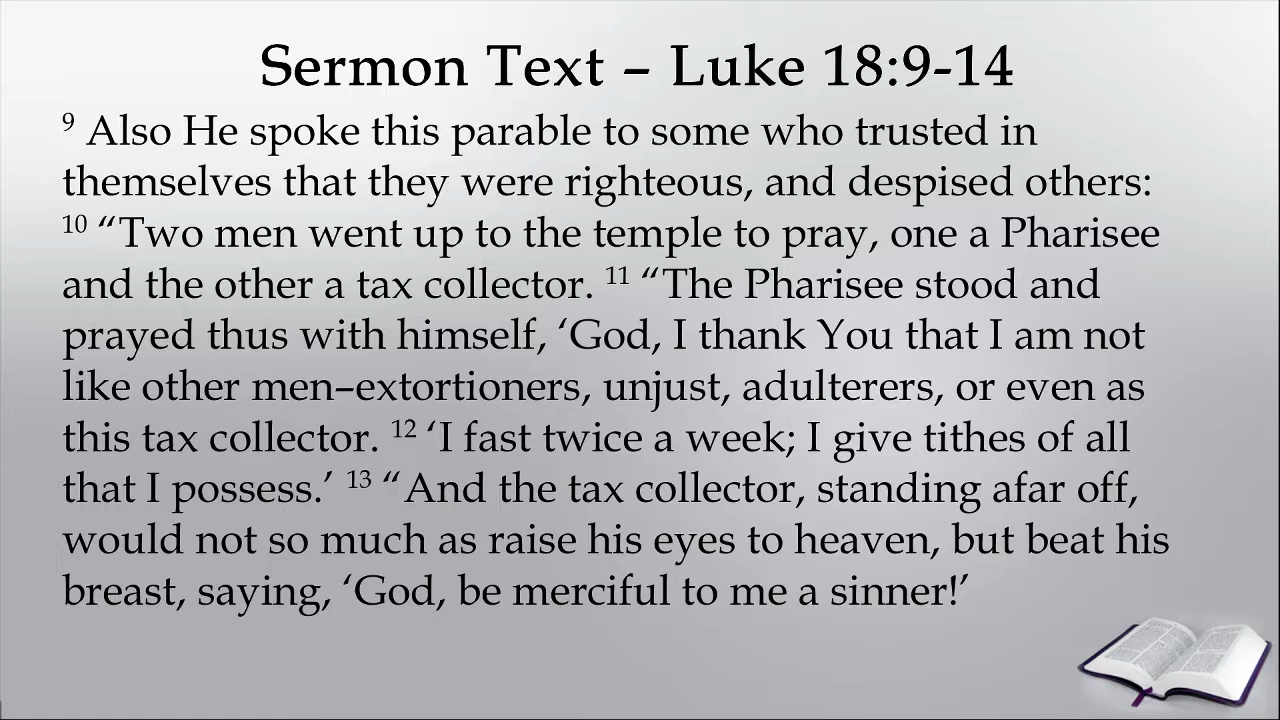 Sermon Text – Luke 18:9-14
9 Also He spoke this parable to some who trusted in
themselves that they were righteous, and despised others:
10 “Two men went up to the temple to pray, one a Pharisee
and the other a tax collector. 11 “The Pharisee stood and
prayed thus with himself, ‘God, I thank You that I am not
like other men–extortioners, unjust, adulterers, or even as
this tax collector. 12 ‘I fast twice a week; I give tithes of all
that I possess.’ 13 “And the tax collector, standing afar off,
would not so much as raise his eyes to heaven, but beat his
breast, saying, ‘God, be merciful to me a sinner!’